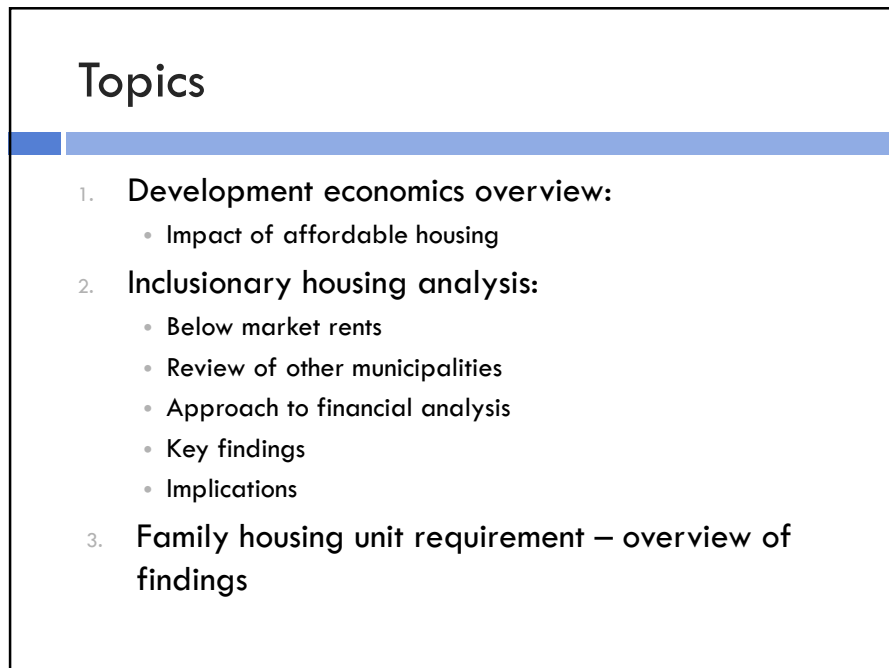 Topics
1. Development economics overview:
• Impact of affordable housing
2. Inclusionary housing analysis:
• Below market rents
• Review of other municipalities
• Approach to financial analysis
• Key findings
• Implications
3. Family housing unit requirement – overview of
findings